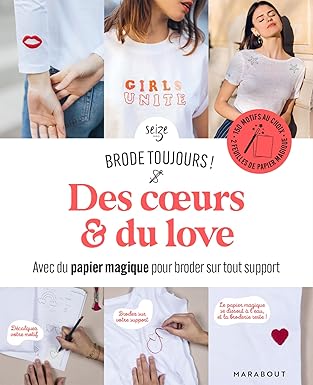 GIRLS
UNITE
150 MOTIFS AU CHOIX • 2 FEUILLES DE PAPIER MAGIQUE •
seize
BRODE TOUJOURS !
Des cœurs
& du love
Avec du papier magique pour broder sur tout support
Décalquez
votre motif
Brodez sur
votre support
Le papier magique
se dissout à l'eau,
et la broderie reste !
MARABOUT